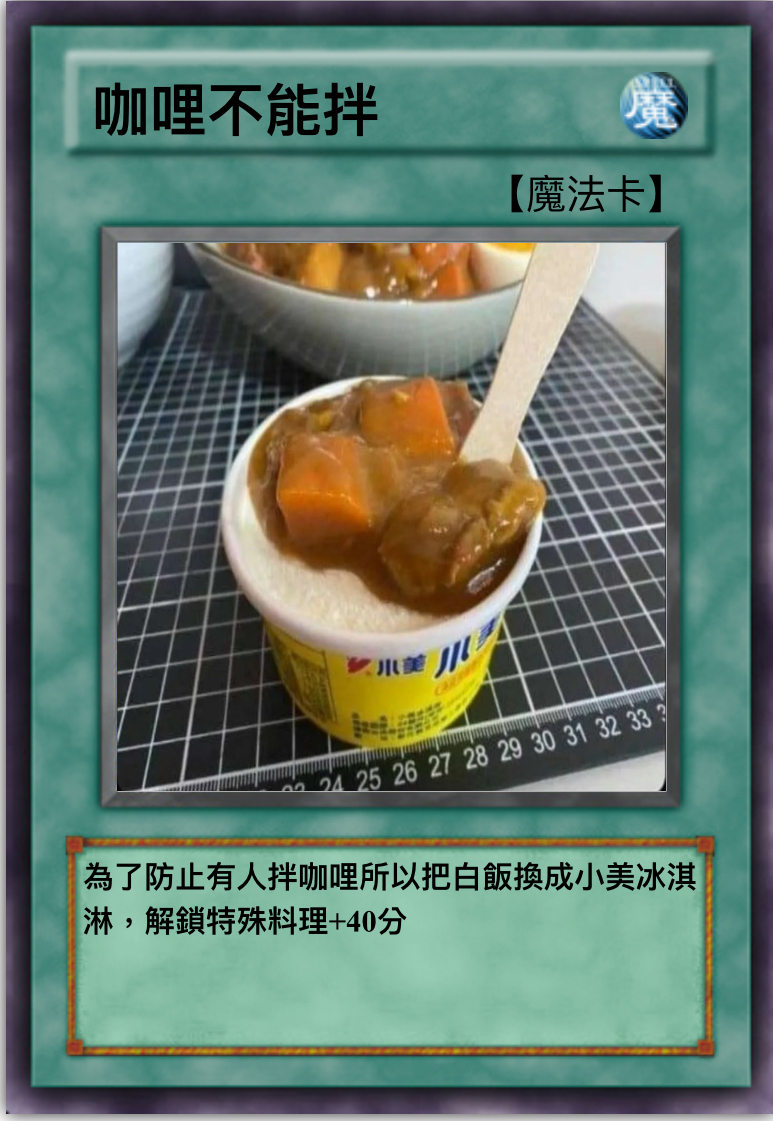 咖哩不能拌
魔
【魔法卡】
小美 小美
24 25 26 27 28 29 30 31 32 33
為了防止有人拌咖哩所以把白飯換成小美冰淇
淋，解鎖特殊料理+40分